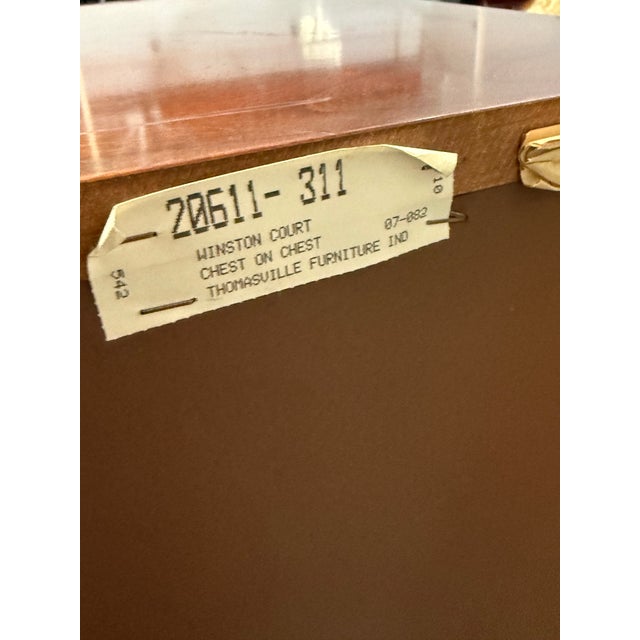 20611- 311
WINSTON COURT 07-082
CHEST ON CHEST
THOMASVILLE FURNITURE IND
542
10